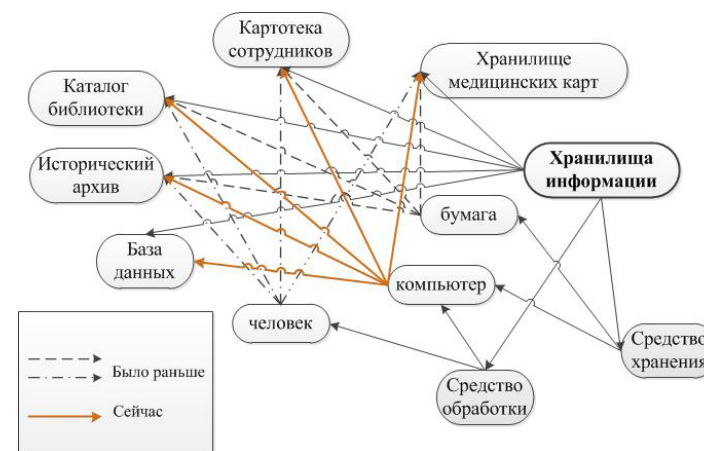 Картотека
сотрудников
Хранилище
медицинских карт
Каталог
библиотеки
Хранилища
информации
Исторический
архив
бумага
База
данных
компьютер
человек
Средство
хранения
Средство
обработки
Было раньше
Сейчас